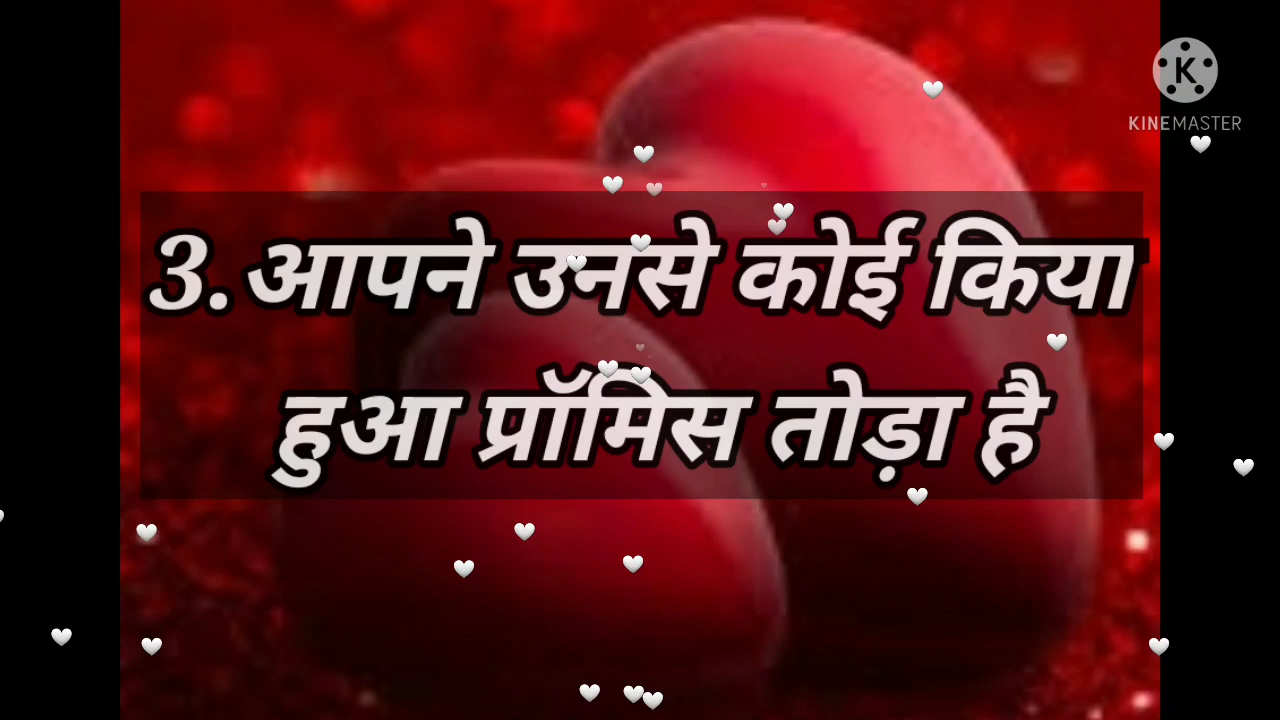 KINEMASTER
3.आपने उनसे कोई किया
हुआ प्रॉमिस तोड़ा है